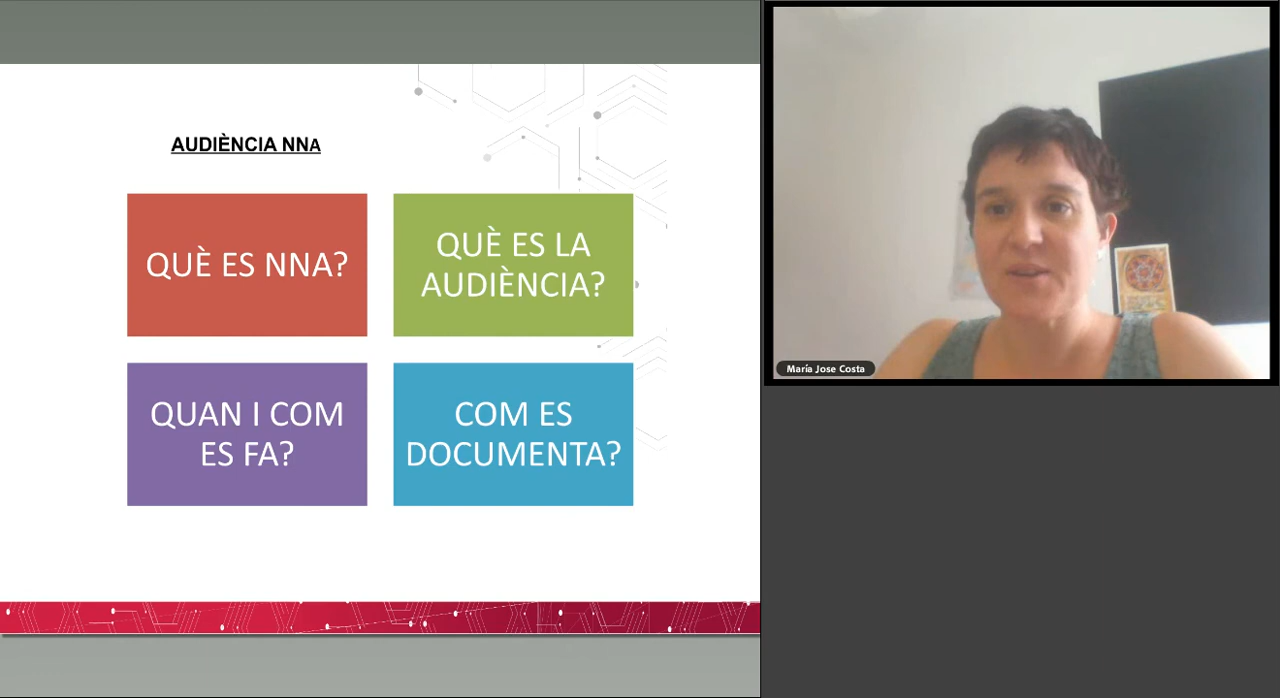 AUDIÈNCIA NNA
QUÈ ES NNA?
QUÈ ES LA
AUDIÈNCIA?
QUAN I COM
ES FA?
COM ES
DOCUMENTA?
María Jose Costa